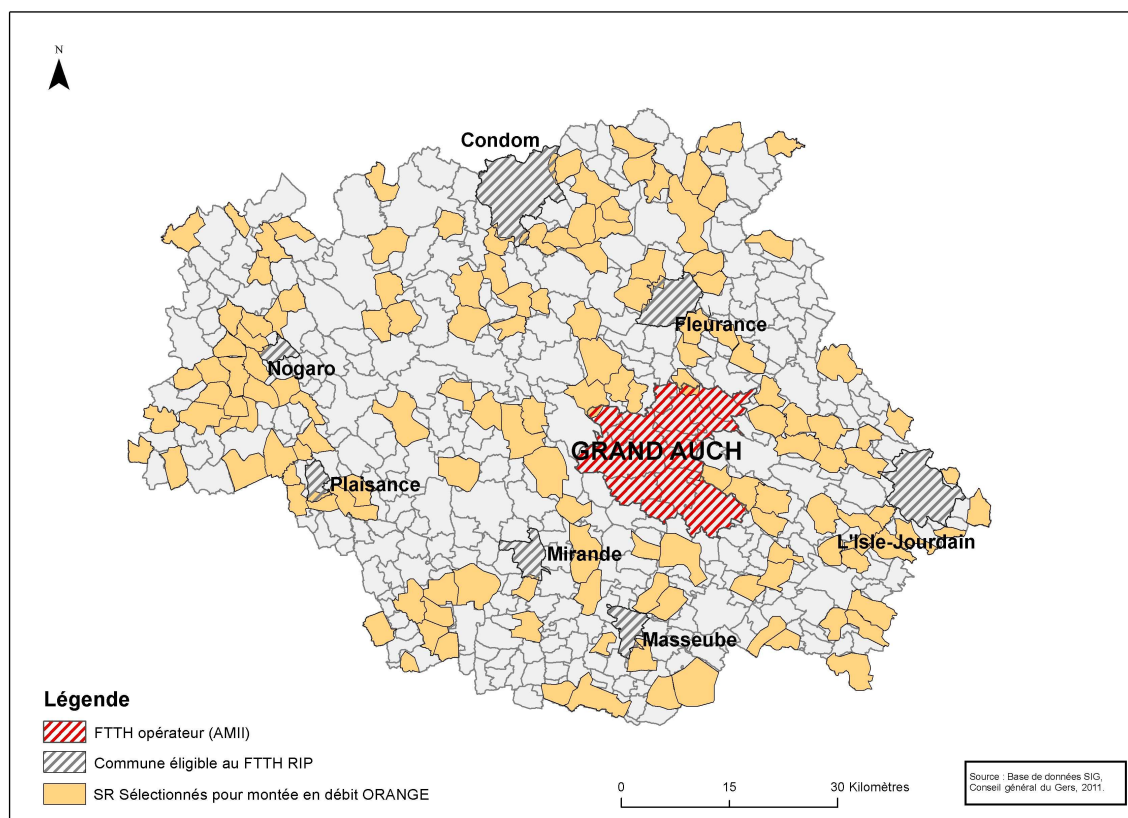 N
Condom
Fleurance
Nogaro
GRAND AUCH
Plaisance
L'Isle-Jourdain
Mirande
Masseube
Légende
FTTH opérateur (AMII)
Commune éligible au FTTH RIP
SR Sélectionnés pour montée en débit ORANGE
0 15 30 Kilomètres
Source : Base de données SIG,
Conseil général du Gers, 2011.